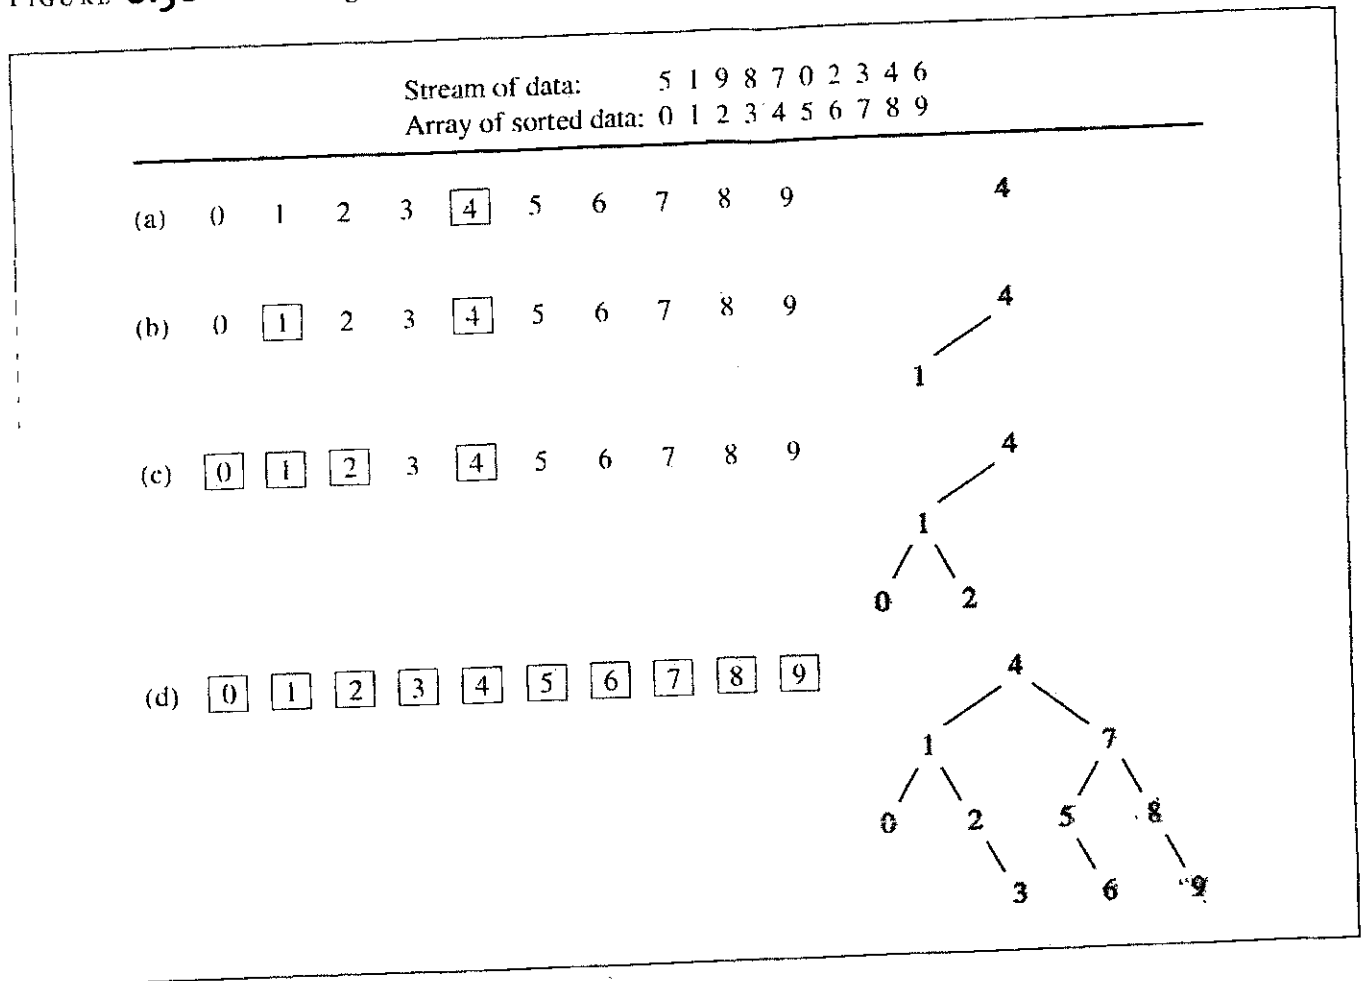 Stream of data: 5 1 9 8 7 0 2 3 4 6
Array of sorted data: 0 1 2 3 4 5 6 7 8 9
(a) 0 1 2 3 4 5 6 7 8 9
4
(b) 0 1 2 3 4 5 6 7 8 9
4
1
(c) 0 1 2 3 4 5 6 7 8 9
4
1
0 2
(d) 0 1 2 3 4 5 6 7 8 9
4
1 7
0 2 5 8
3 6 9